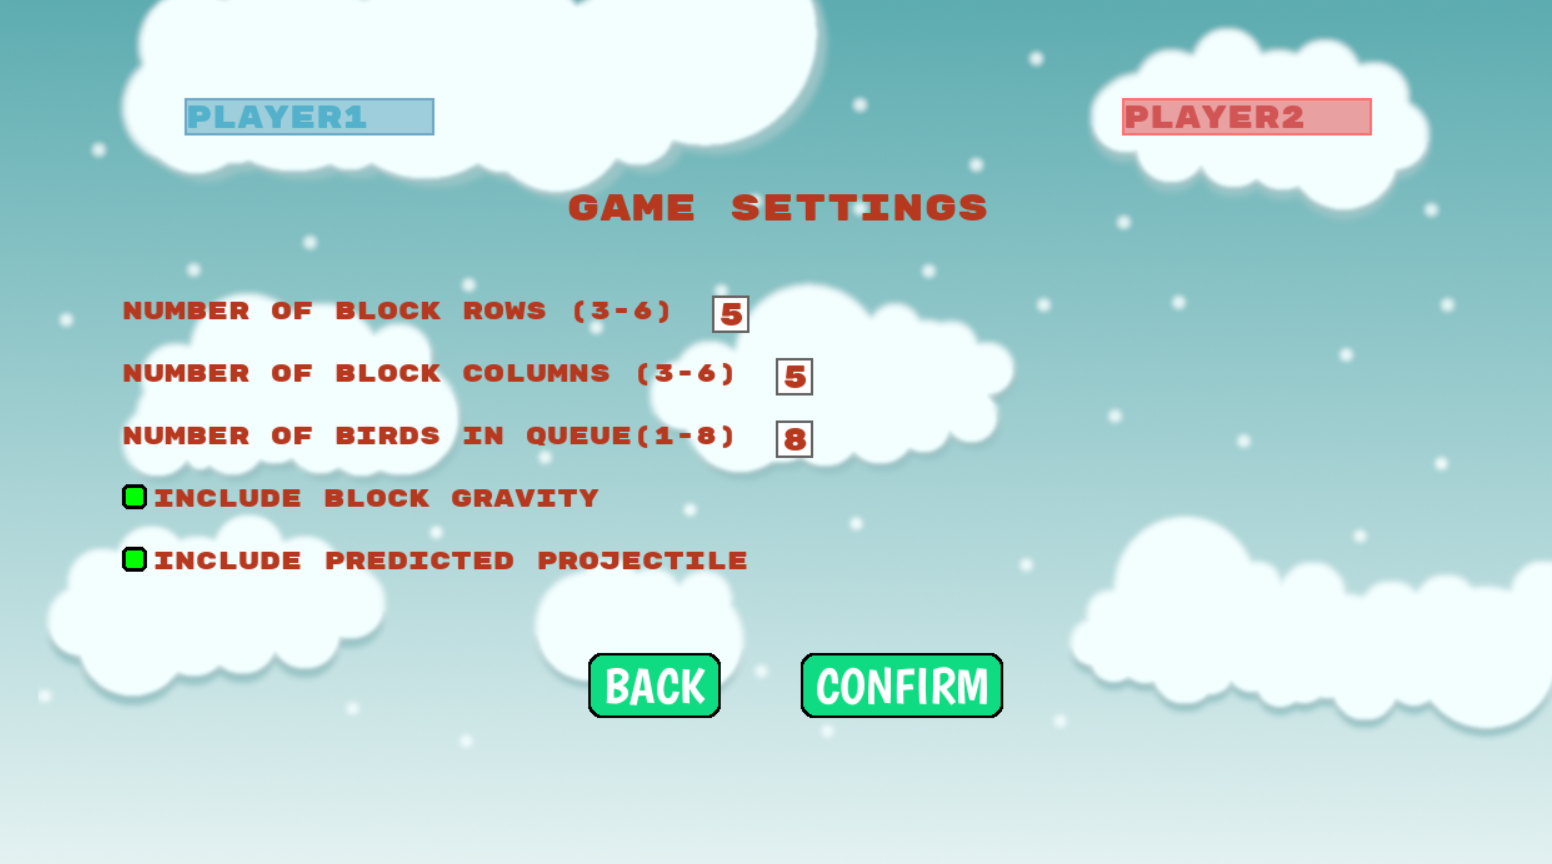 PLAYER1
PLAYER2
GAME SETTINGS
NUMBER OF BLOCK ROWS (3-6) 5
NUMBER OF BLOCK COLUMNS (3-6) 5
NUMBER OF BIRDS IN QUEUE(1-8) 8
INCLUDE BLOCK GRAVITY
INCLUDE PREDICTED PROJECTILE
BACK
CONFIRM